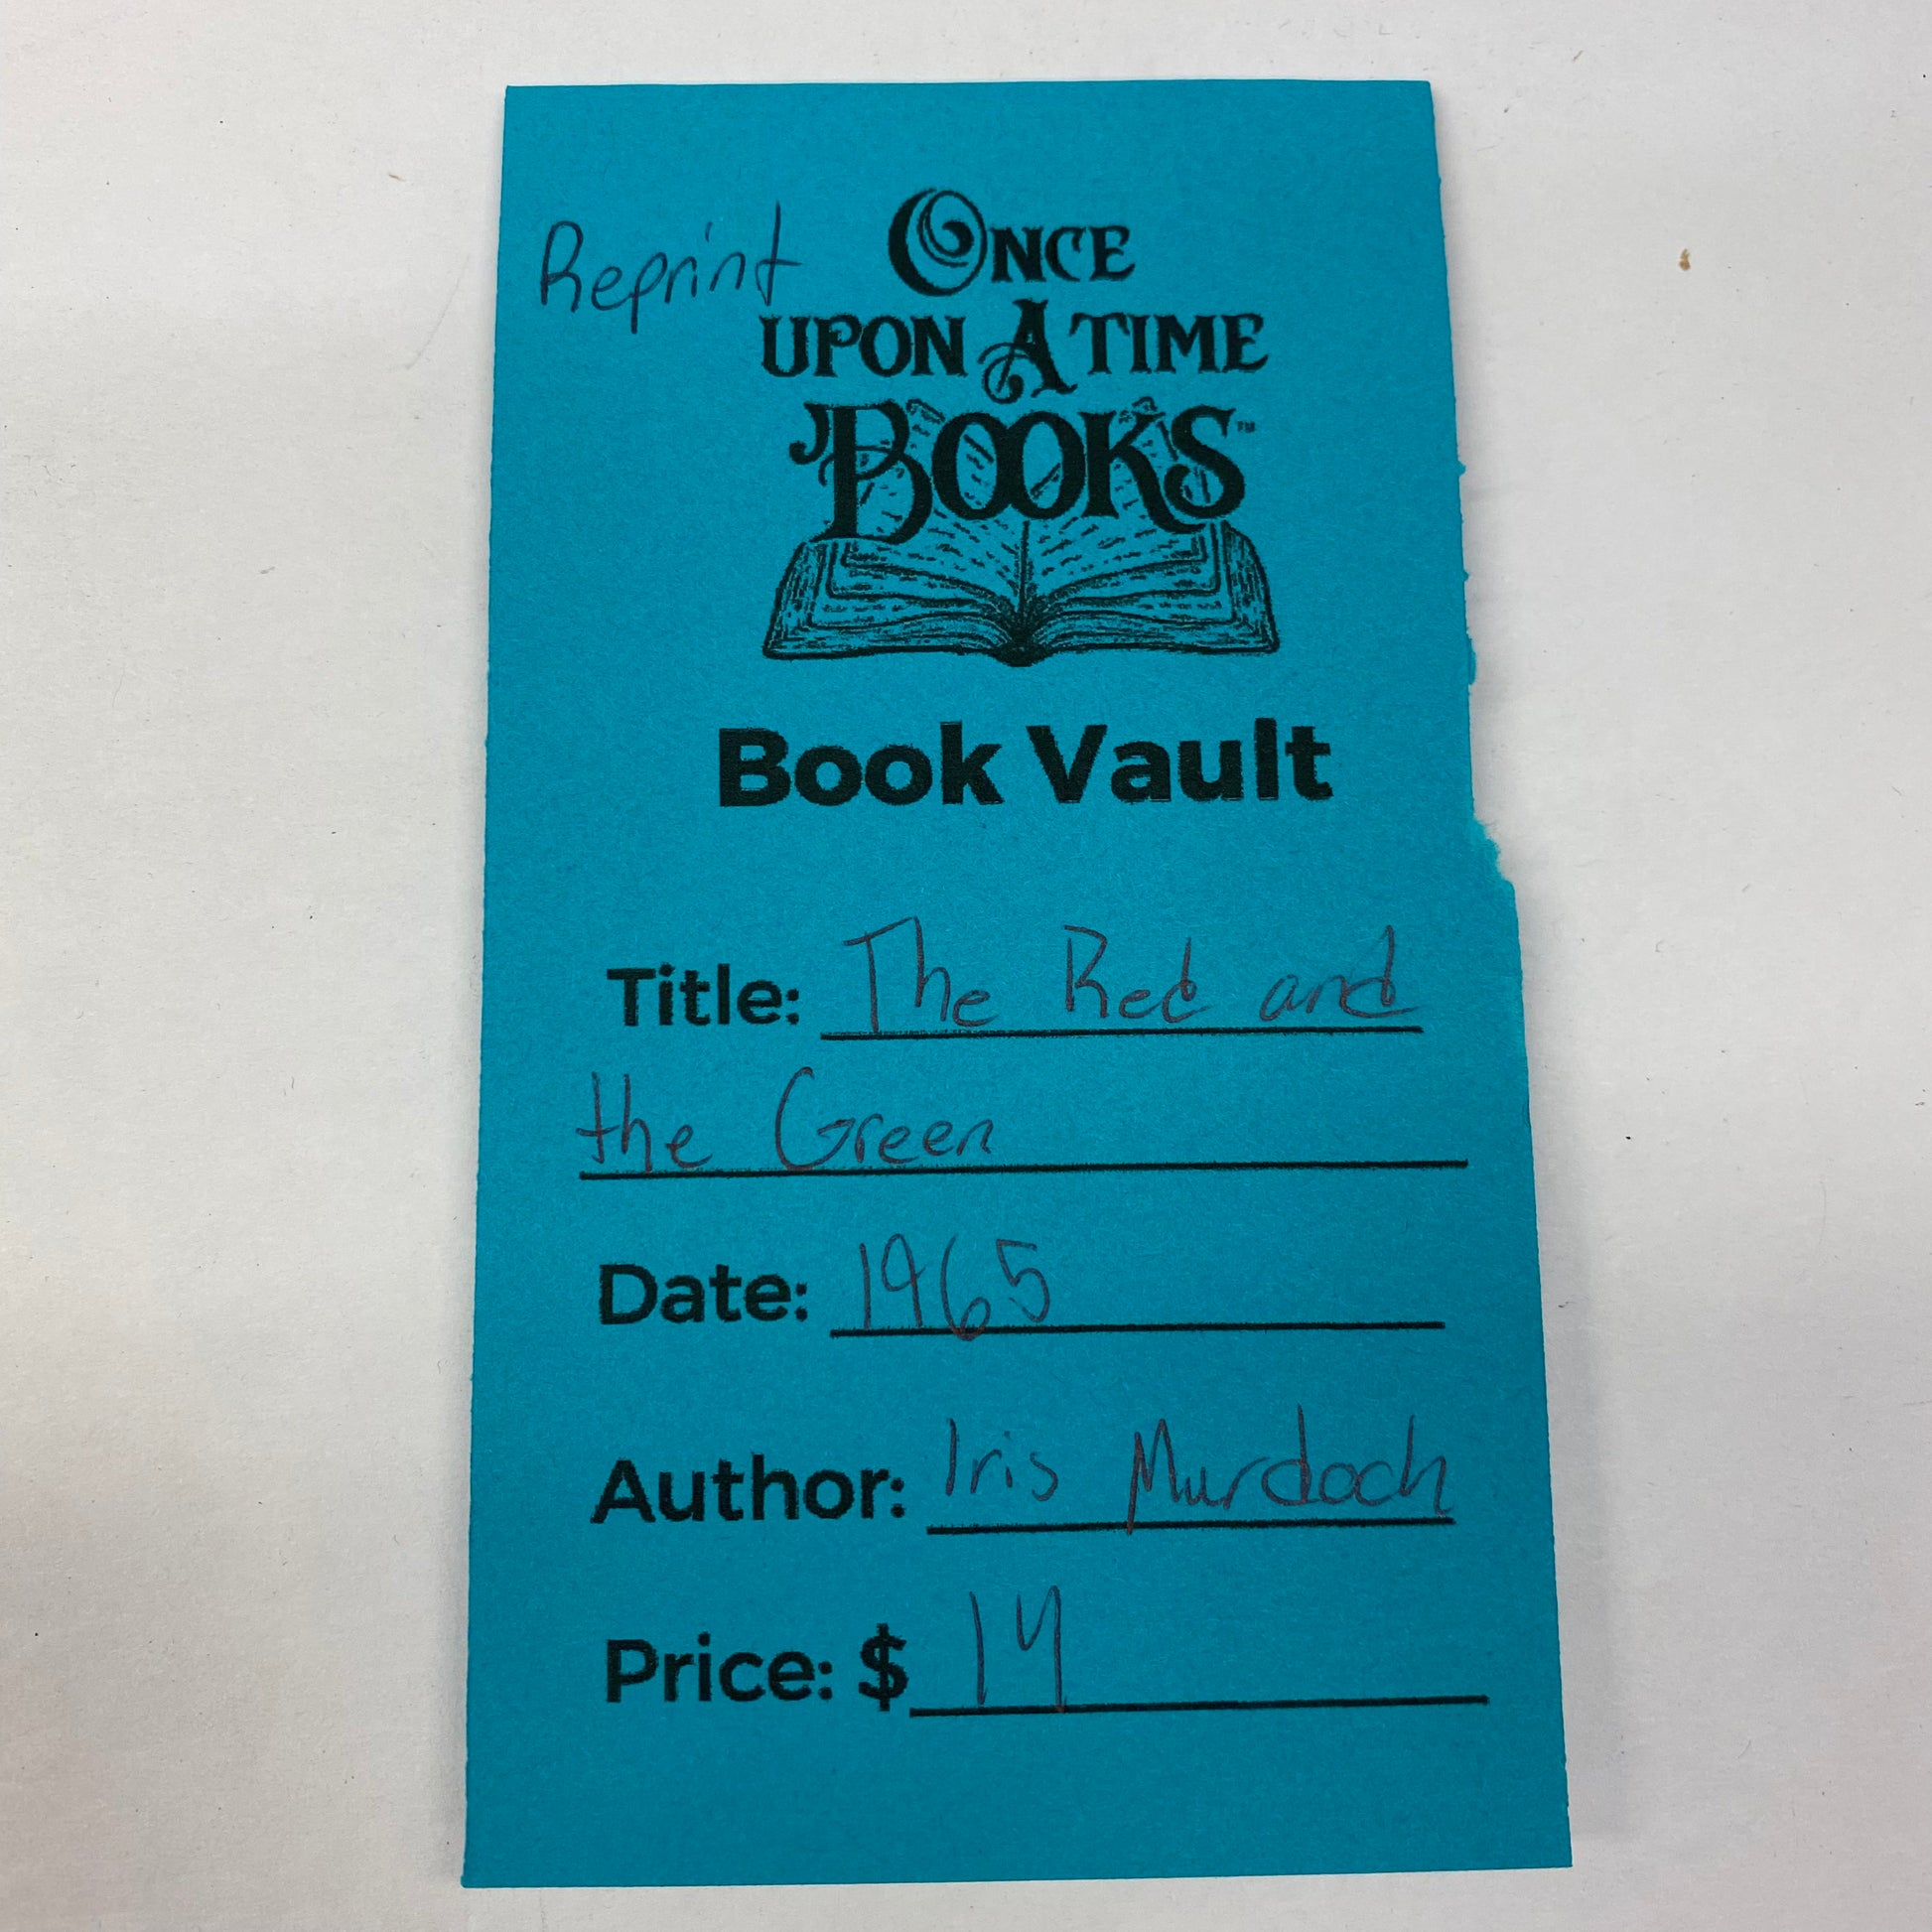 Reprint
ONCE
UPON A TIME
BOOKS™
Book Vault
Title: The Red and
the Green
Date: 1965
Author: Iris Murdoch
Price: $ 14